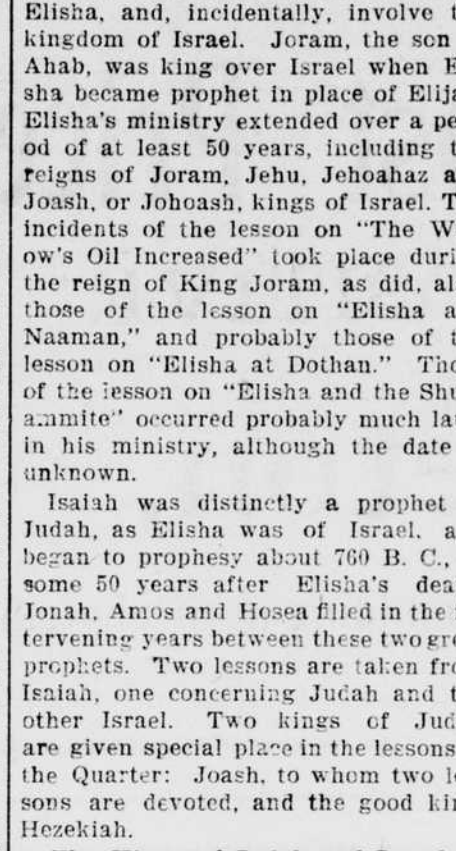 Elisha, and, incidentally, involve t
kingdom of Israel. Joram, the son
Ahab, was king over Israel when E
sha became prophet in place of Elija
Elisha's ministry extended over a pe
od of at least 50 years, including t
reigns of Joram, Jehu, Jehoahaz a
Joash, or Johoash, kings of Israel. T
incidents of the lesson on "The W
ow's Oil Increased" took place duri
the reign of King Joram, as did, al
those of the lesson on "Elisha a
Naaman," and probably those of t
lesson on "Elisha at Dothan." Tho
of the lesson on "Elisha and the Shu
ammite" occurred probably much lat
in his ministry, although the date
unknown.
Isaiah was distinctly a prophet
Judah, as Elisha was of Israel, a
began to prophesy about 760 B. C.,
some 50 years after Elisha's dea
Jonah, Amos and Hosea filled in the
tervening years between these two gre
prophets. Two lessons are taken fro
Isaiah, one concerning Judah and t
other Israel. Two kings of Jud
are given special place in the lessons
the Quarter: Joash, to whom two l
sons are devoted, and the good kin
Hezekiah.